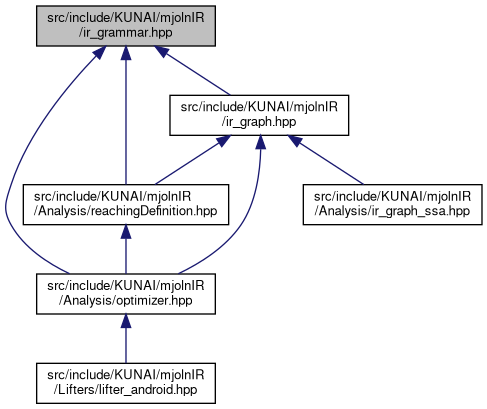 src/include/KUNAI/mjolnIR
/ir_grammar.hpp
src/include/KUNAI/mjolnIR
/ir_graph.hpp
src/include/KUNAI/mjolnIR
/Analysis/reachingDefinition.hpp
src/include/KUNAI/mjolnIR
/Analysis/ir_graph_ssa.hpp
src/include/KUNAI/mjolnIR
/Analysis/optimizer.hpp
src/include/KUNAI/mjolnIR
/Lifters/lifter_android.hpp